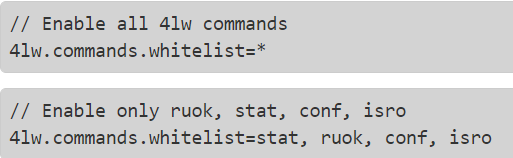 // Enable all 4lw commands
4lw.commands.whitelist=*
// Enable only ruok, stat, conf, isro
4lw.commands.whitelist=stat, ruok, conf, isro